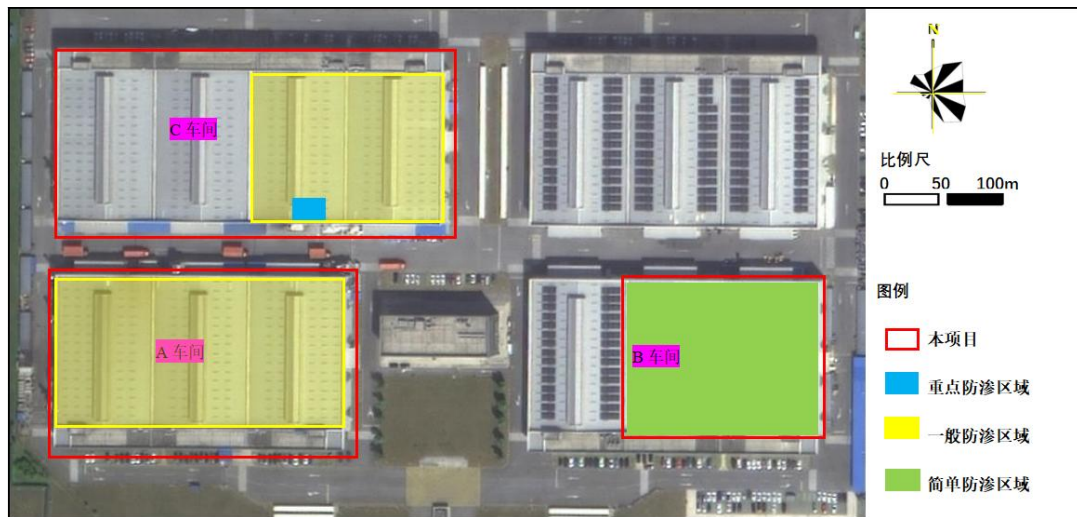 N
C 车间
比例尺
0 50 100m
图例
本项目
A 车间
B 车间
重点防渗区域
一般防渗区域
简单防渗区域